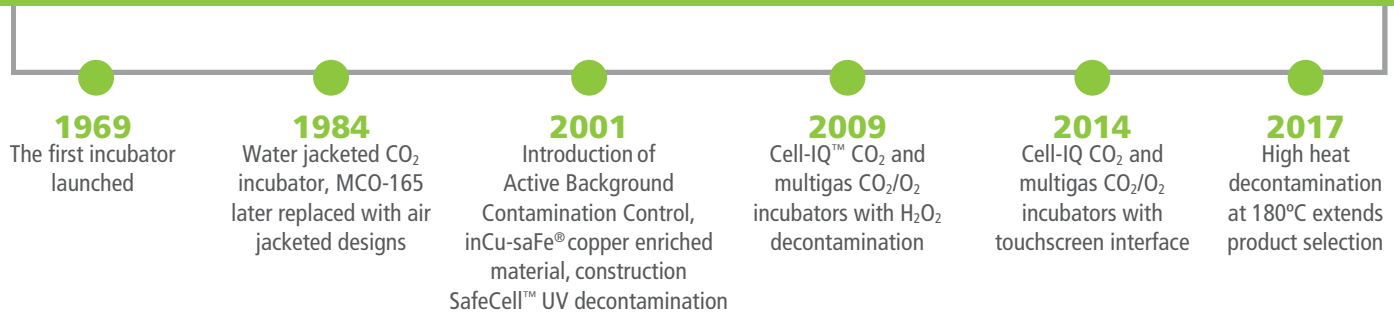 1969
The first incubator
launched
1984
Water jacketed CO₂
incubator, MCO-165
later replaced with air
jacketed designs
2001
Introduction of
Active Background
Contamination Control,
inCu-saFe® copper enriched
material, construction
SafeCell™ UV decontamination
2009
Cell-IQ™ CO₂ and
multigas CO₂/O₂
incubators with H₂O₂
decontamination
2014
Cell-IQ CO₂ and
multigas CO₂/O₂
incubators with
touchscreen interface
2017
High heat
decontamination
at 180ºC extends
product selection